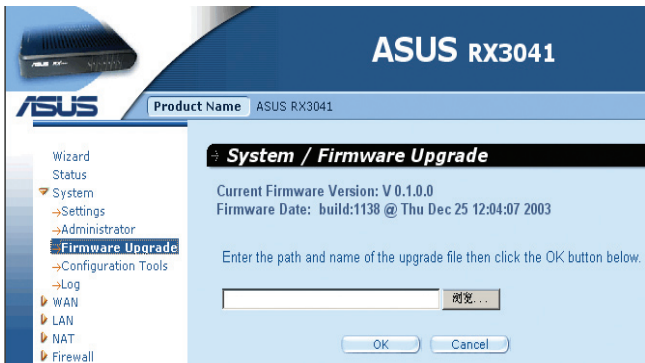 ASUS RX3041
ASUS
Product Name ASUS RX3041
Wizard
Status
System
Settings
Administrator
Firmware Upgrade
Configuration Tools
Log
WAN
LAN
NAT
Firewall
System / Firmware Upgrade
Current Firmware Version: V 0.1.0.0
Firmware Date: build:1138 @ Thu Dec 25 12:04:07 2003
Enter the path and name of the upgrade file then click the OK button below.
浏览...
OK Cancel